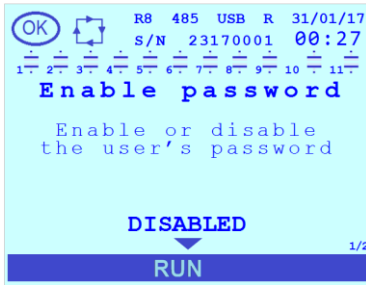 OK R8 485 USB R 31/01/17
S/N 23170001 00:27
1 2 3 4 5 6 7 8 9 10 11
Enable password
Enable or disable
the user's password
DISABLED
1/2
RUN